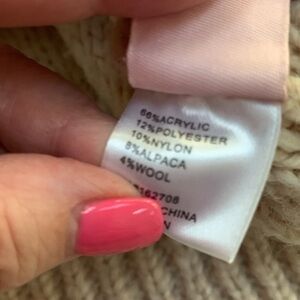 66%ACRYLIC
12%POLYESTER
10%NYLON
8%ALPACA
4%WOOL
162708
CHINA